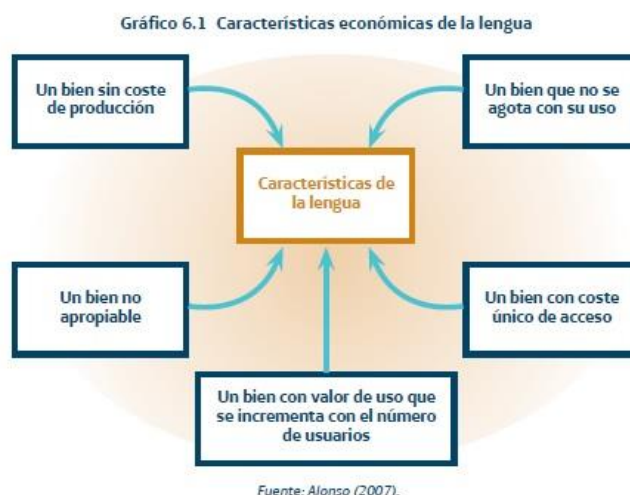 Gráfico 6.1 Características económicas de la lengua
Un bien sin coste
de producción
Un bien que no se
agota con su uso
Características de
la lengua
Un bien no
apropiable
Un bien con coste
único de acceso
Un bien con valor de uso que
se incrementa con el número
de usuarios
Fuente: Alonso (2007).